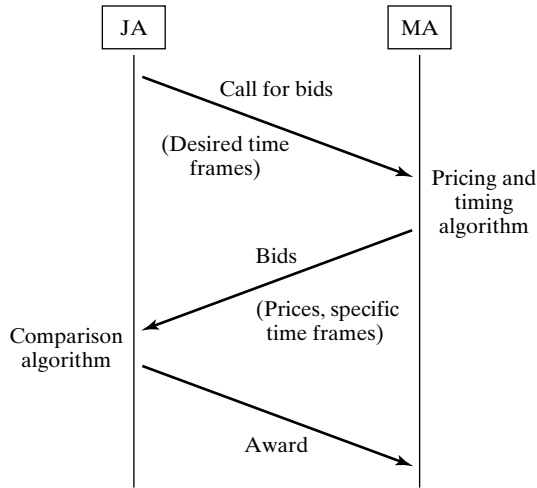 JA
MA
Call for bids
(Desired time
frames)
Pricing and
timing
algorithm
Bids
(Prices, specific
time frames)
Comparison
algorithm
Award